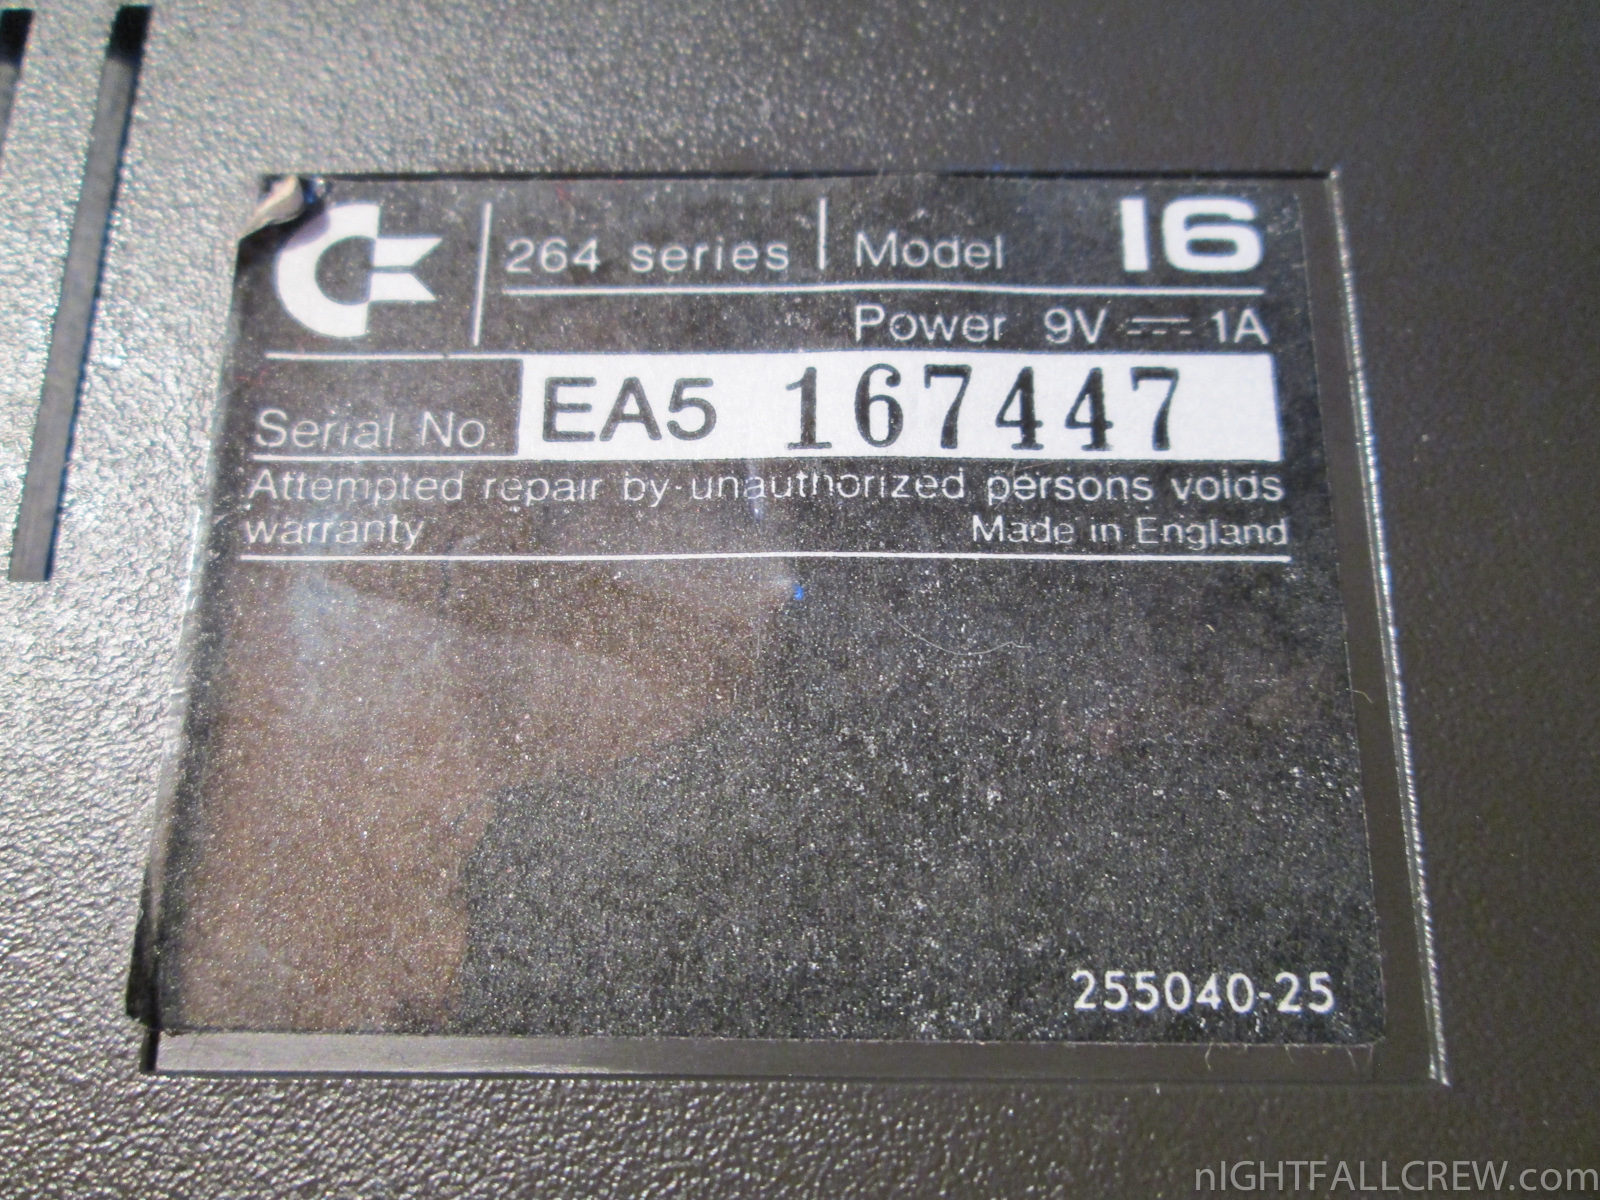 264 series | Model 16
Power 9V ⎓ 1A
Serial No. EA5 167447
Attempted repair by unauthorized persons voids
warranty Made in England
255040-25
nIGHTFALLCREW.com